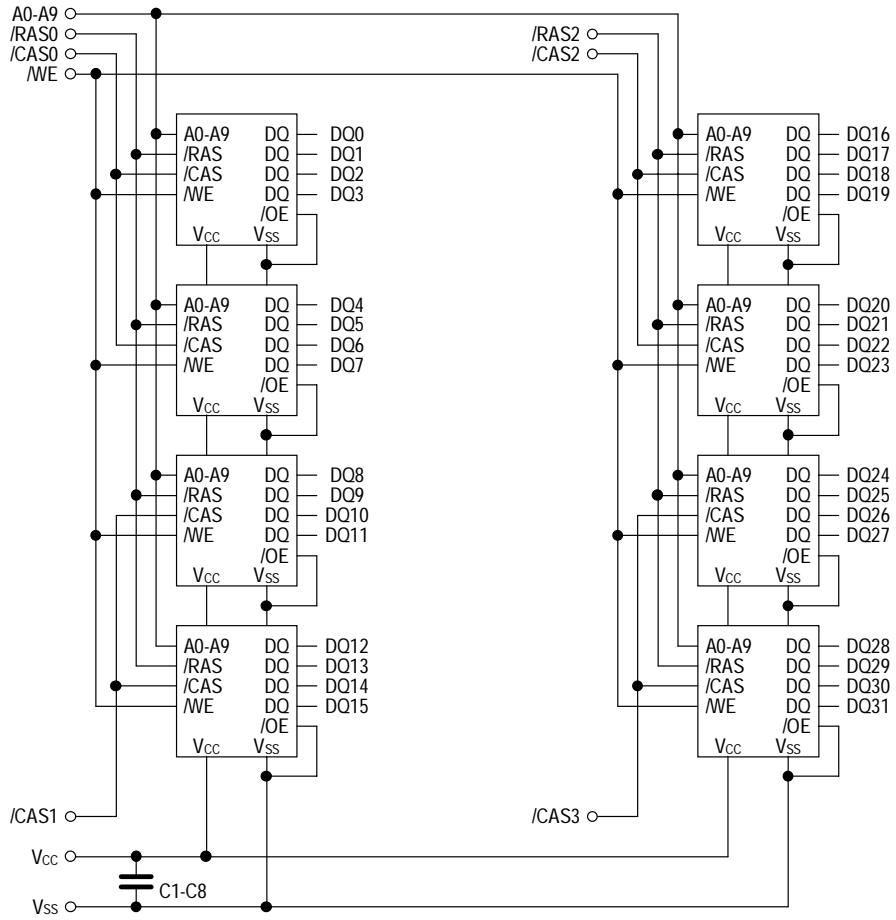 A0-A9
/RAS0
/CAS0
/WE
/RAS2
/CAS2
A0-A9 DQ DQ0
/RAS DQ DQ1
/CAS DQ DQ2
/WE DQ DQ3
/OE
VCC VSS
A0-A9 DQ DQ4
/RAS DQ DQ5
/CAS DQ DQ6
/WE DQ DQ7
/OE
VCC VSS
A0-A9 DQ DQ8
/RAS DQ DQ9
/CAS DQ DQ10
/WE DQ DQ11
/OE
VCC VSS
A0-A9 DQ DQ12
/RAS DQ DQ13
/CAS DQ DQ14
/WE DQ DQ15
/OE
VCC VSS
A0-A9 DQ DQ16
/RAS DQ DQ17
/CAS DQ DQ18
/WE DQ DQ19
/OE
VCC VSS
A0-A9 DQ DQ20
/RAS DQ DQ21
/CAS DQ DQ22
/WE DQ DQ23
/OE
VCC VSS
A0-A9 DQ DQ24
/RAS DQ DQ25
/CAS DQ DQ26
/WE DQ DQ27
/OE
VCC VSS
A0-A9 DQ DQ28
/RAS DQ DQ29
/CAS DQ DQ30
/WE DQ DQ31
/OE
VCC VSS
/CAS1
/CAS3
VCC
C1-C8
VSS